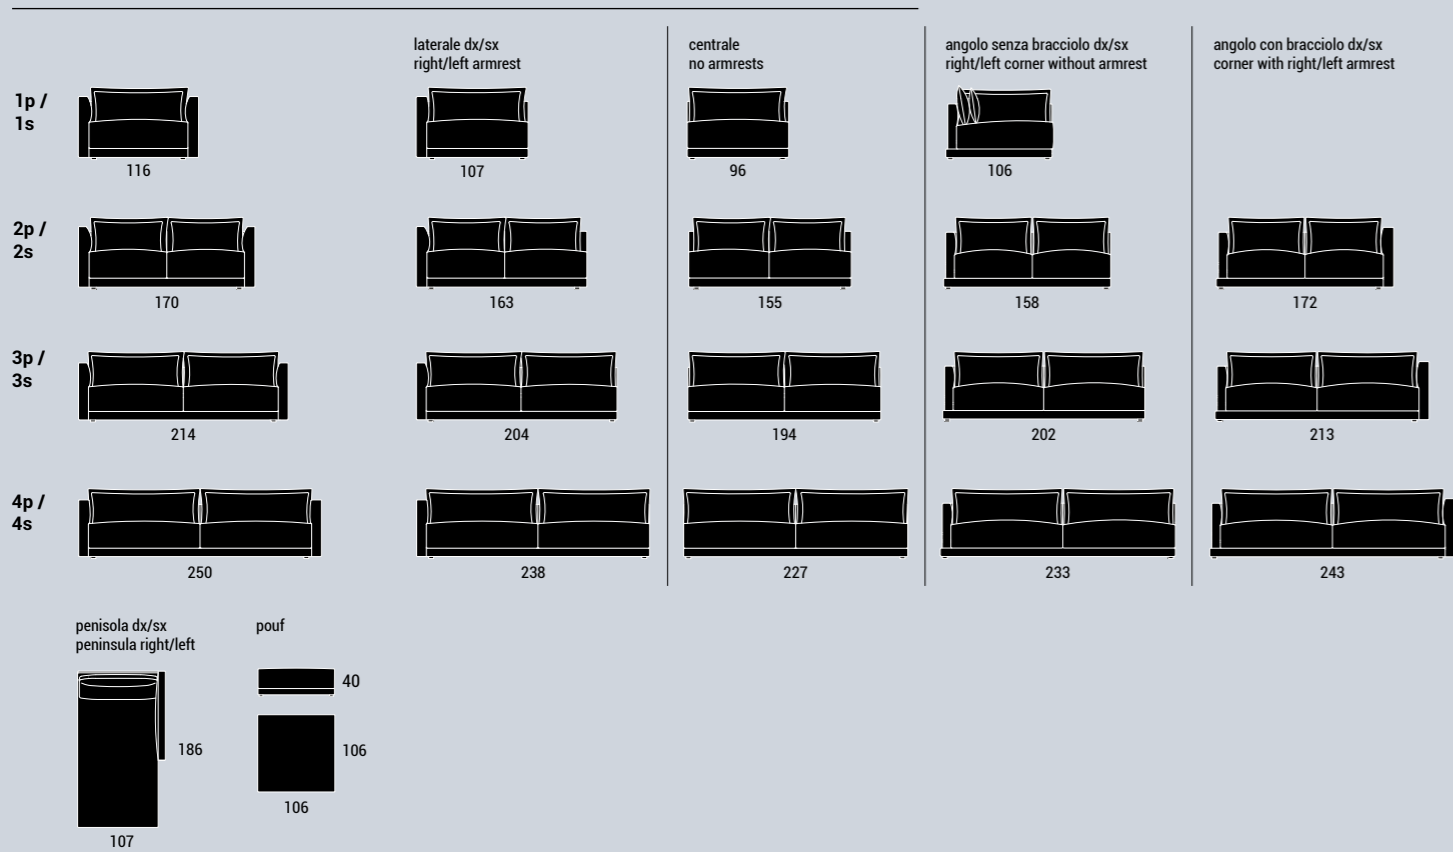 laterale dx/sx
right/left armrest
centrale
no armrests
angolo senza bracciolo dx/sx
right/left corner without armrest
angolo con bracciolo dx/sx
corner with right/left armrest
1p /
1s
116
107
96
106
2p /
2s
170
163
155
158
172
3p /
3s
214
204
194
202
213
4p /
4s
250
238
227
233
243
penisola dx/sx
peninsula right/left
186
107
pouf
40
106
106